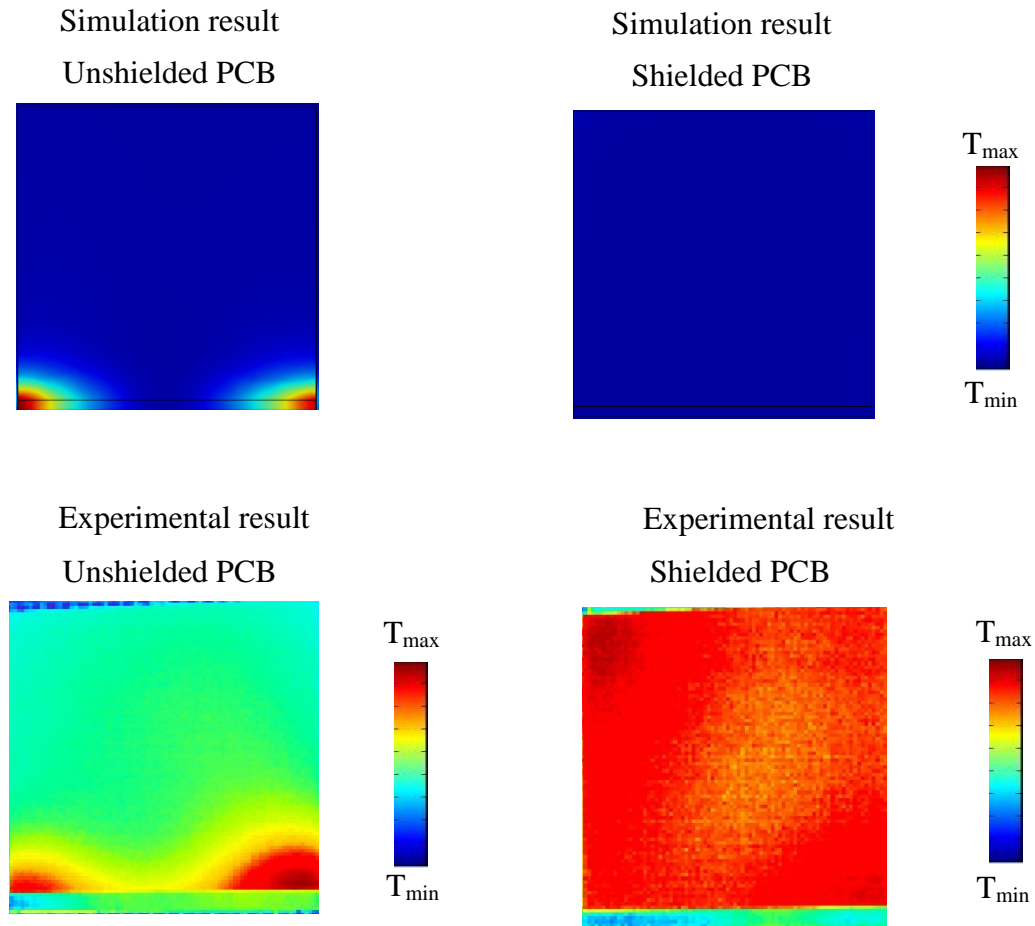 Simulation result
Unshielded PCB
Simulation result
Shielded PCB
Tmax
Tmin
Experimental result
Unshielded PCB
Tmax
Tmin
Experimental result
Shielded PCB
Tmax
Tmin